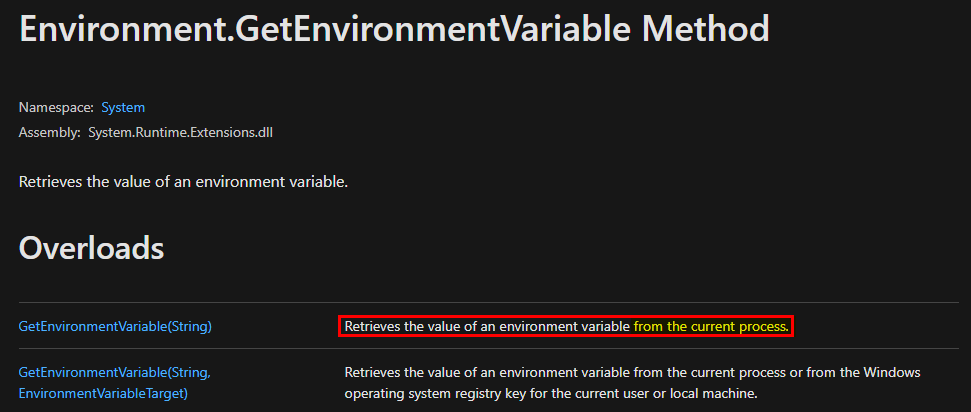 Environment.GetEnvironmentVariable Method
Namespace: System
Assembly: System.Runtime.Extensions.dll
Retrieves the value of an environment variable.
Overloads
GetEnvironmentVariable(String) Retrieves the value of an environment variable from the current process.
GetEnvironmentVariable(String, Retrieves the value of an environment variable from the current process or from the Windows
EnvironmentVariableTarget) operating system registry key for the current user or local machine.